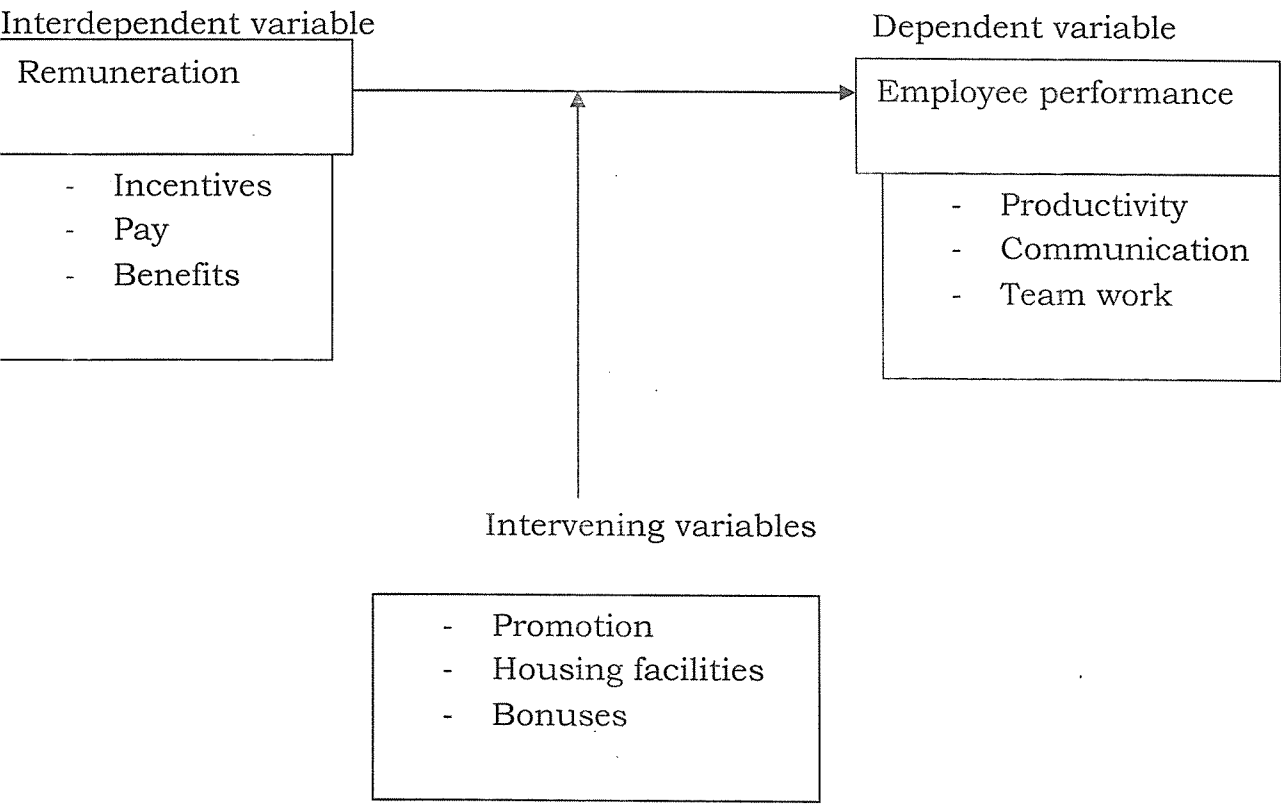 Interdependent variable
Remuneration
- Incentives
- Pay
- Benefits
Dependent variable
Employee performance
- Productivity
- Communication
- Team work
Intervening variables
- Promotion
- Housing facilities
- Bonuses